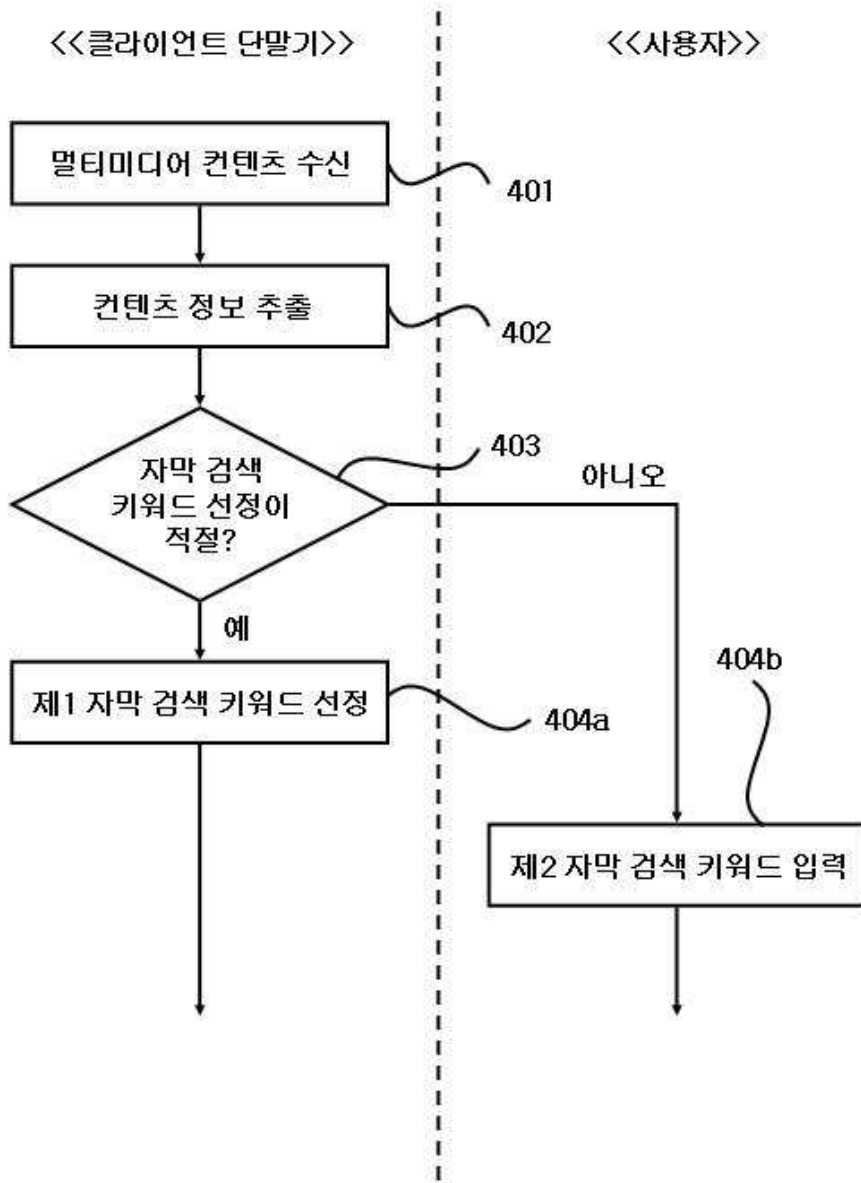 <<클라이언트 단말기>>
<<사용자>>
멀티미디어 컨텐츠 수신
401
컨텐츠 정보 추출
402
403
자막 검색
키워드 선정이
적절?
아니오
예
404b
제1 자막 검색 키워드 선정
404a
제2 자막 검색 키워드 입력